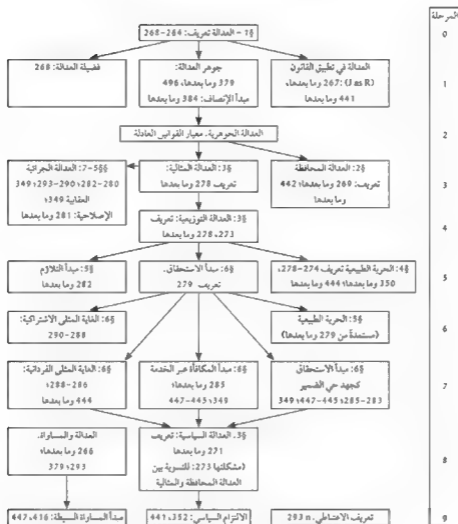 المرحلة
0
§1 - العدالة تعريف: 264-268
1
العدالة في تطبيق القانون
(J as R): 267 وما بعدها،
441 وما بعدها
جوهر العدالة:
379 وما بعدها، 496
مبدأ الإنصاف: 384 وما بعدها
فضيلة العدالة: 268
2
العدالة الجوهرية. معيار القوانين العادلة
3
§2: العدالة المحافظة
تعريف: 269 وما بعدها؛ 442
وما بعدها
§3: العدالة المثالية:
تعريف 278 وما بعدها
§§5-7: العدالة الجزائية
280-282؛ 290-293؛ 349
العقابية 349؛
الإصلاحية: 281 وما بعدها
4
§3: العدالة التوزيعية: تعريف
273، 278 وما بعدها
5
§4: الحرية الطبيعية تعريف 274-278،
350 وما بعدها؛ 444 وما بعدها
§6: مبدأ الاستحقاق.
تعريف 279
§5: مبدأ التلاؤم
282 وما بعدها
§5: الحرية الطبيعية
(مستمدة من 279 وما بعدها)
§6: الغاية المثلى الاشتراكية:
288-290
7
§6: مبدأ الاستحقاق
كجهد حي الضمير
283-285؛ 445-447؛ 349
§6: مبدأ المكافأة عبر الخدمة
285 وما بعدها؛
349؛ 445-447
§6: الغاية المثلى الفردانية:
286-288؛
444 وما بعدها
8
§3. العدالة السياسية: تعريف
271 وما بعدها
(مشكلتها 273: للتسوية بين
العدالة المحافظة والمثالية
العدالة والمساواة.
266 وما بعدها؛
293؛ 379
9
تعريف الاعتباطي. 293 n.
الالتزام السياسي: 352، 441
مبدأ المساواة البسيطة: 416، 447